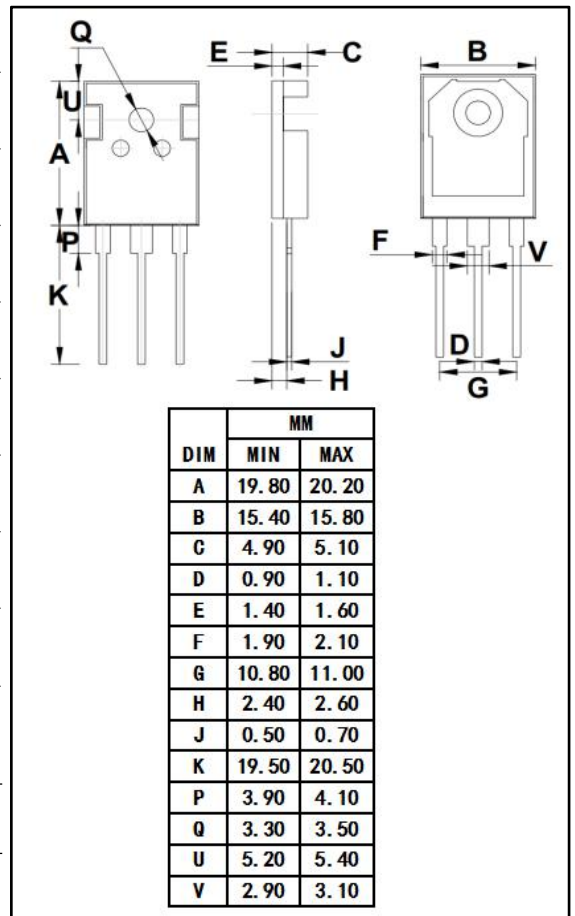 Q
E
C
B
U
A
P
K
F
V
J
H
D
G
MM
DIM MIN MAX
A 19.80 20.20
B 15.40 15.80
C 4.90 5.10
D 0.90 1.10
E 1.40 1.60
F 1.90 2.10
G 10.80 11.00
H 2.40 2.60
J 0.50 0.70
K 19.50 20.50
P 3.90 4.10
Q 3.30 3.50
U 5.20 5.40
V 2.90 3.10